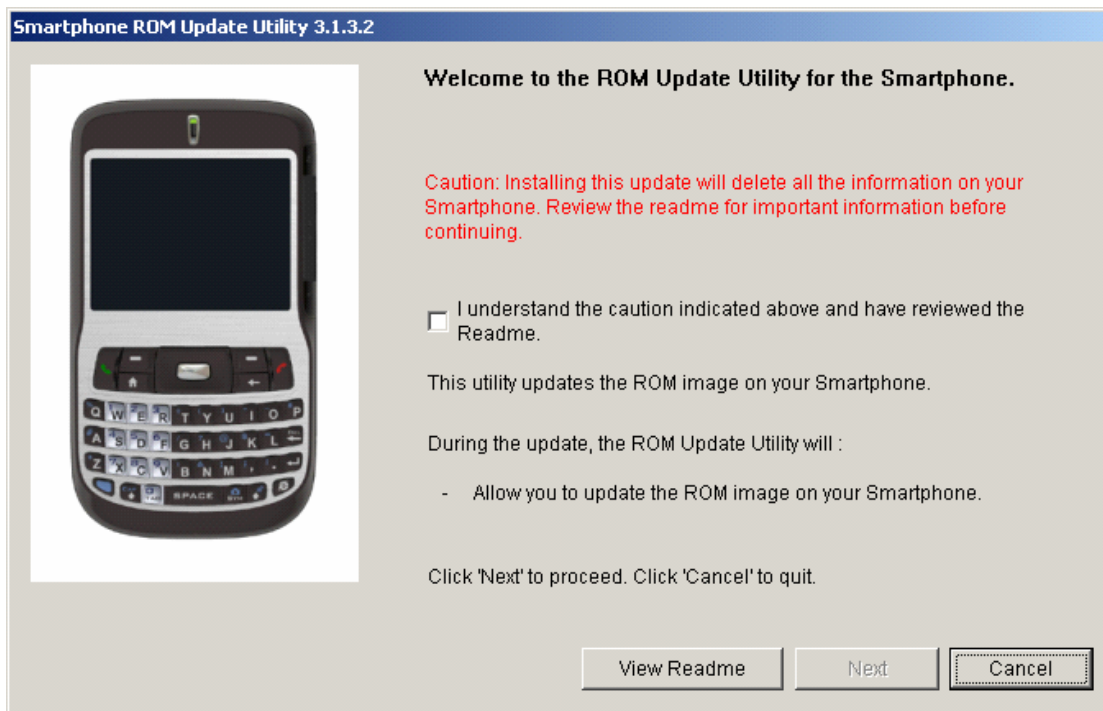 Smartphone ROM Update Utility 3.1.3.2
Welcome to the ROM Update Utility for the Smartphone.
Caution: Installing this update will delete all the information on your
Smartphone. Review the readme for important information before
continuing.
I understand the caution indicated above and have reviewed the
Readme.
This utility updates the ROM image on your Smartphone.
During the update, the ROM Update Utility will :
- Allow you to update the ROM image on your Smartphone.
Click 'Next' to proceed. Click 'Cancel' to quit.
View Readme Next Cancel
Q W E R T Y U I O P
A S D F G H J K L
Z X C V B N M , .
SPACE